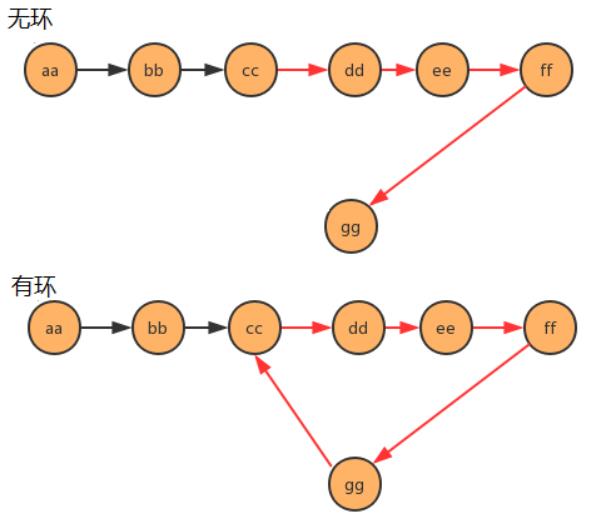 无环
aa bb cc dd ee ff
gg
有环
aa bb cc dd ee ff
gg